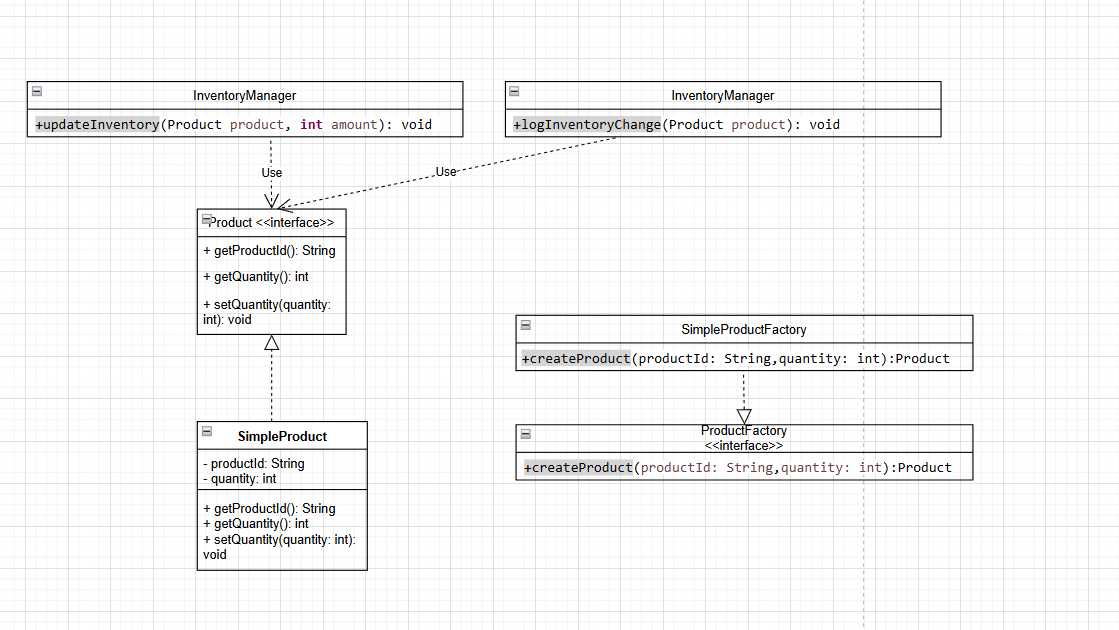 InventoryManager
+updateInventory(Product product, int amount): void
InventoryManager
+logInventoryChange(Product product): void
Use
Use
Product <<interface>>
+ getProductId(): String
+ getQuantity(): int
+ setQuantity(quantity:
int): void
SimpleProductFactory
+createProduct(productId: String,quantity: int):Product
ProductFactory
<<interface>>
+createProduct(productId: String,quantity: int):Product
SimpleProduct
- productId: String
- quantity: int
+ getProductId(): String
+ getQuantity(): int
+ setQuantity(quantity: int):
void